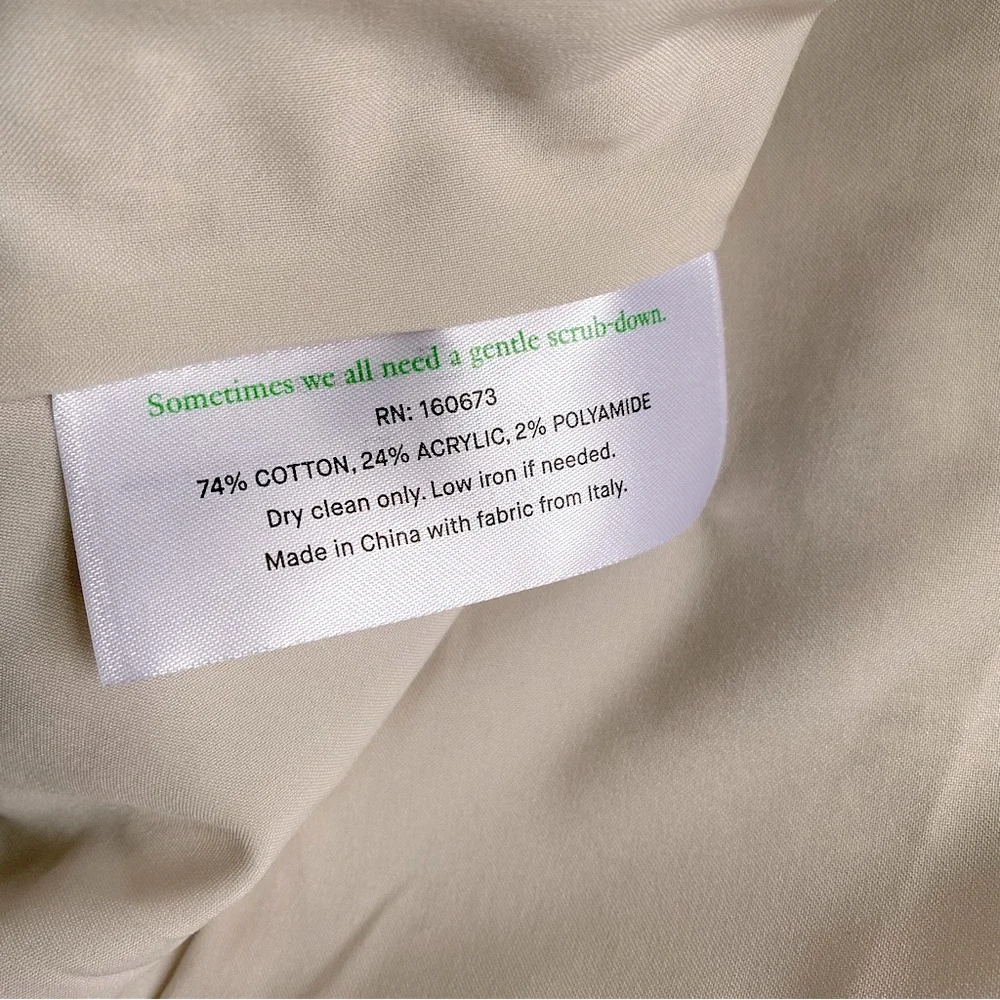 Sometimes we all need a gentle scrub-down.
RN: 160673
74% COTTON, 24% ACRYLIC, 2% POLYAMIDE
Dry clean only. Low iron if needed.
Made in China with fabric from Italy.